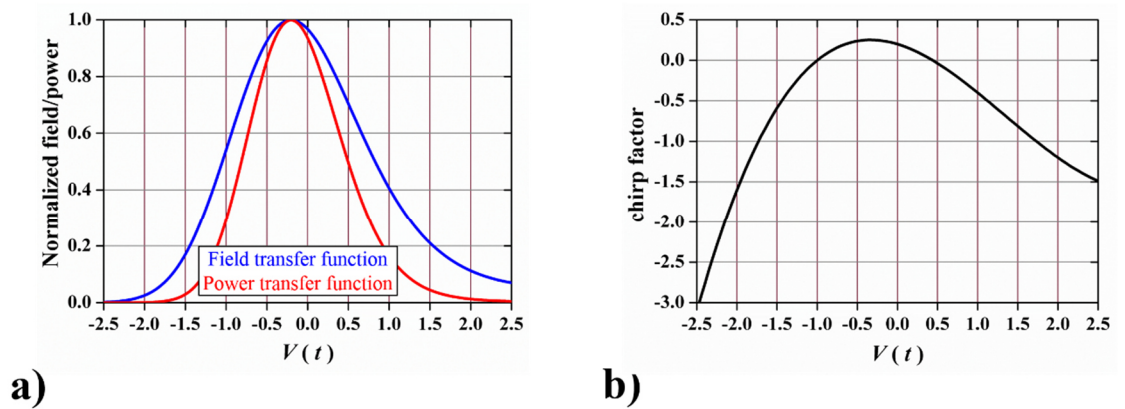 Normalized field/power
1.0
0.8
0.6
0.4
0.2
0.0
Field transfer function
Power transfer function
-2.5 -2.0 -1.5 -1.0 -0.5 0.0 0.5 1.0 1.5 2.0 2.5
V(t)
a)
chirp factor
0.5
0.0
-0.5
-1.0
-1.5
-2.0
-2.5
-3.0
-2.5 -2.0 -1.5 -1.0 -0.5 0.0 0.5 1.0 1.5 2.0 2.5
V(t)
b)